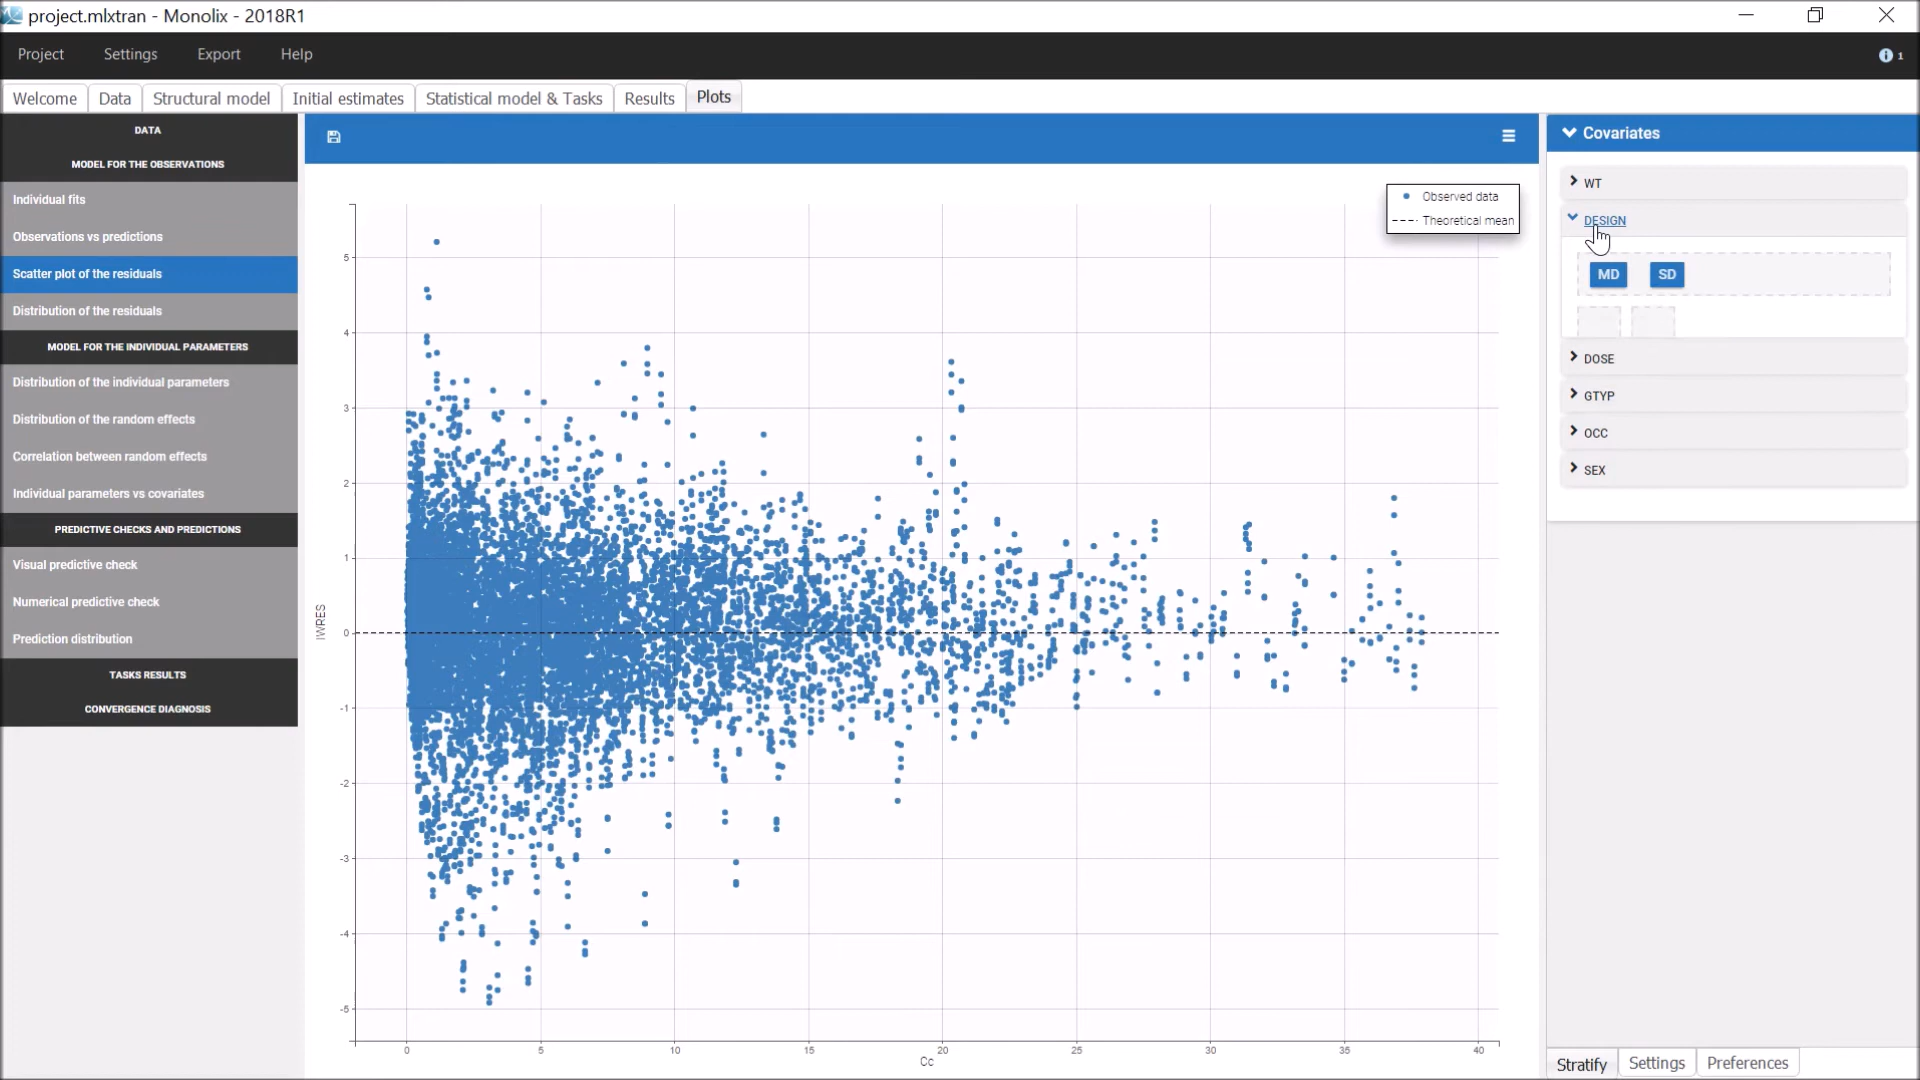 project.mlxtran - Monolix - 2018R1
Project Settings Export Help
1
Welcome Data Structural model Initial estimates Statistical model & Tasks Results Plots
DATA
MODEL FOR THE OBSERVATIONS
Individual fits
Observations vs predictions
Scatter plot of the residuals
Distribution of the residuals
MODEL FOR THE INDIVIDUAL PARAMETERS
Distribution of the individual parameters
Distribution of the random effects
Correlation between random effects
Individual parameters vs covariates
PREDICTIVE CHECKS AND PREDICTIONS
Visual predictive check
Numerical predictive check
Prediction distribution
TASKS RESULTS
CONVERGENCE DIAGNOSIS
Observed data
Theoretical mean
5
4
3
2
1
0
-1
-2
-3
-4
-5
IWRES
0 5 10 15 20 25 30 35 40
Cc
Covariates
WT
DESIGN
MD SD
DOSE
GTYP
OCC
SEX
Stratify Settings Preferences